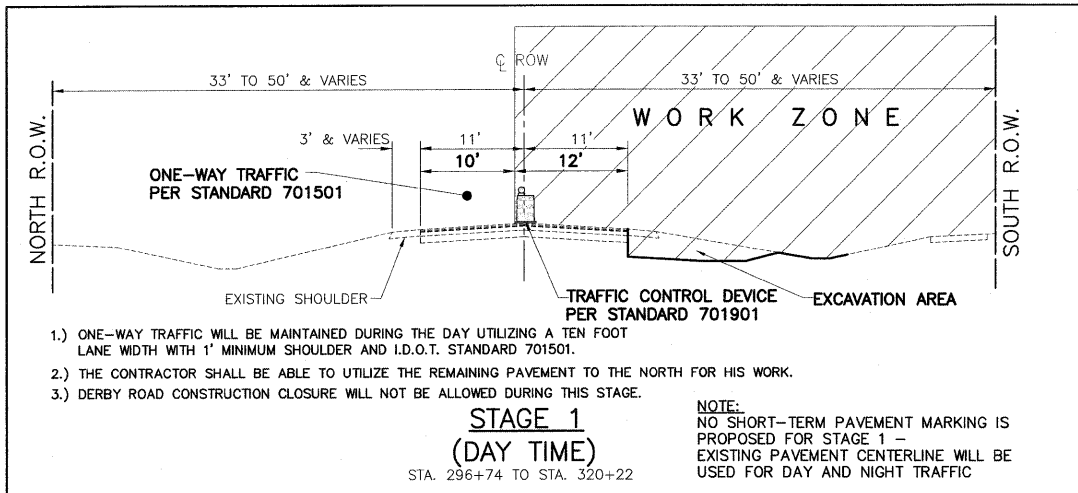 ℄ ROW
33' TO 50' & VARIES
33' TO 50' & VARIES
WORK ZONE
3' & VARIES
11'
11'
10'
12'
ONE-WAY TRAFFIC
PER STANDARD 701501
NORTH R.O.W.
SOUTH R.O.W.
EXISTING SHOULDER
TRAFFIC CONTROL DEVICE
PER STANDARD 701901
EXCAVATION AREA
1.) ONE-WAY TRAFFIC WILL BE MAINTAINED DURING THE DAY UTILIZING A TEN FOOT
LANE WIDTH WITH 1' MINIMUM SHOULDER AND I.D.O.T. STANDARD 701501.
2.) THE CONTRACTOR SHALL BE ABLE TO UTILIZE THE REMAINING PAVEMENT TO THE NORTH FOR HIS WORK.
3.) DERBY ROAD CONSTRUCTION CLOSURE WILL NOT BE ALLOWED DURING THIS STAGE.
STAGE 1
(DAY TIME)
STA. 296+74 TO STA. 320+22
NOTE:
NO SHORT-TERM PAVEMENT MARKING IS
PROPOSED FOR STAGE 1 -
EXISTING PAVEMENT CENTERLINE WILL BE
USED FOR DAY AND NIGHT TRAFFIC